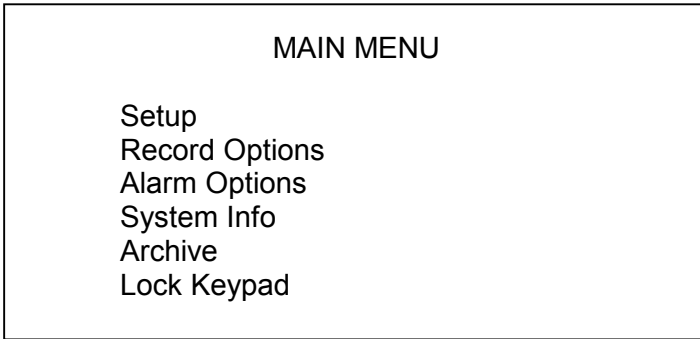 MAIN MENU
Setup
Record Options
Alarm Options
System Info
Archive
Lock Keypad